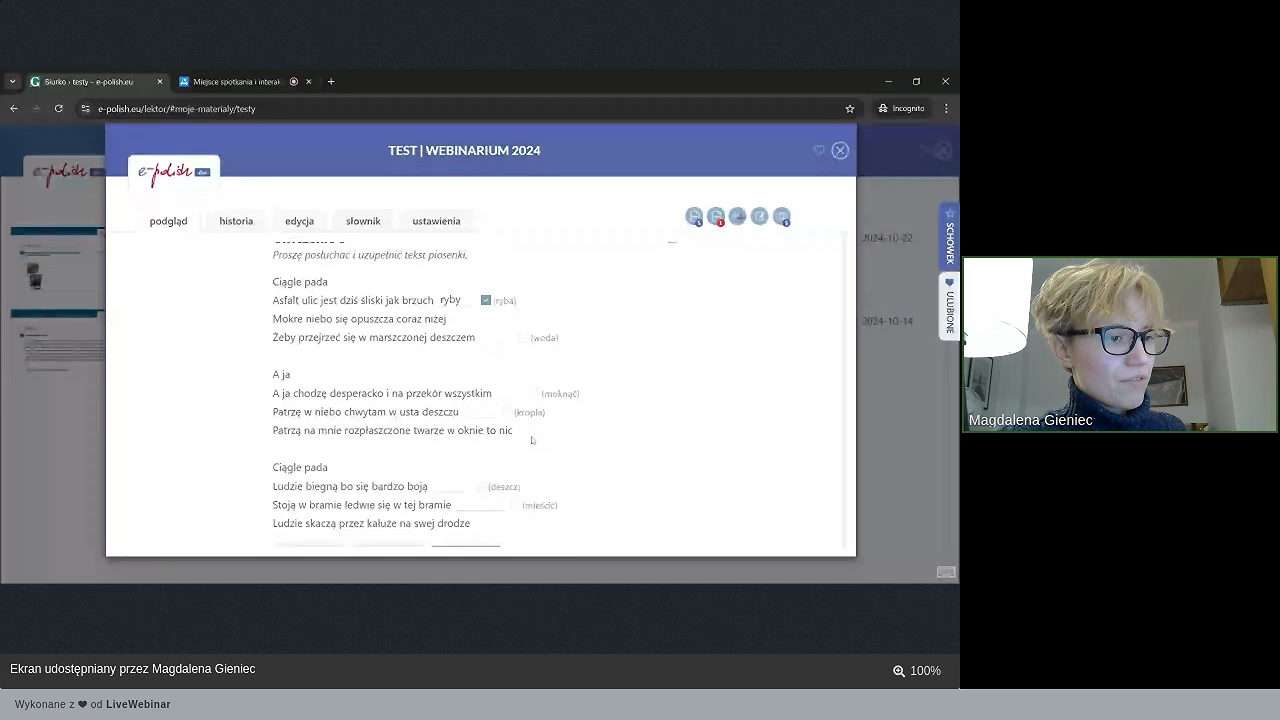 Siurko › testy – e-polish.eu
Miejsce spotkania i interak
e-polish.eu/lektor/#moje-materialy/testy
Incognito
TEST | WEBINARIUM 2024
e-polish
e-polish
podgląd
historia
edycja
słownik
ustawienia
SCHOWEK
ULUBIONE
2024-10-22
2024-10-14
Proszę posłuchać i uzupełnić tekst piosenki.
Ciągle pada
Asfalt ulic jest dziś śliski jak brzuch ryby (ryba)
Mokre niebo się opuszcza coraz niżej
Żeby przejrzeć się w marszczonej deszczem (woda)
A ja
A ja chodzę desperacko i na przekór wszystkim (moknąć)
Patrzę w niebo chwytam w usta deszczu (kropla)
Patrzą na mnie rozpłaszczone twarze w oknie to nic
Ciągle pada
Ludzie biegną bo się bardzo boją (deszcz)
Stoją w bramie ledwie się w tej bramie (mieścić)
Ludzie skaczą przez kałuże na swej drodze
Magdalena Gieniec
Ekran udostępniany przez Magdalena Gieniec
100%
Wykonane z ❤ od LiveWebinar